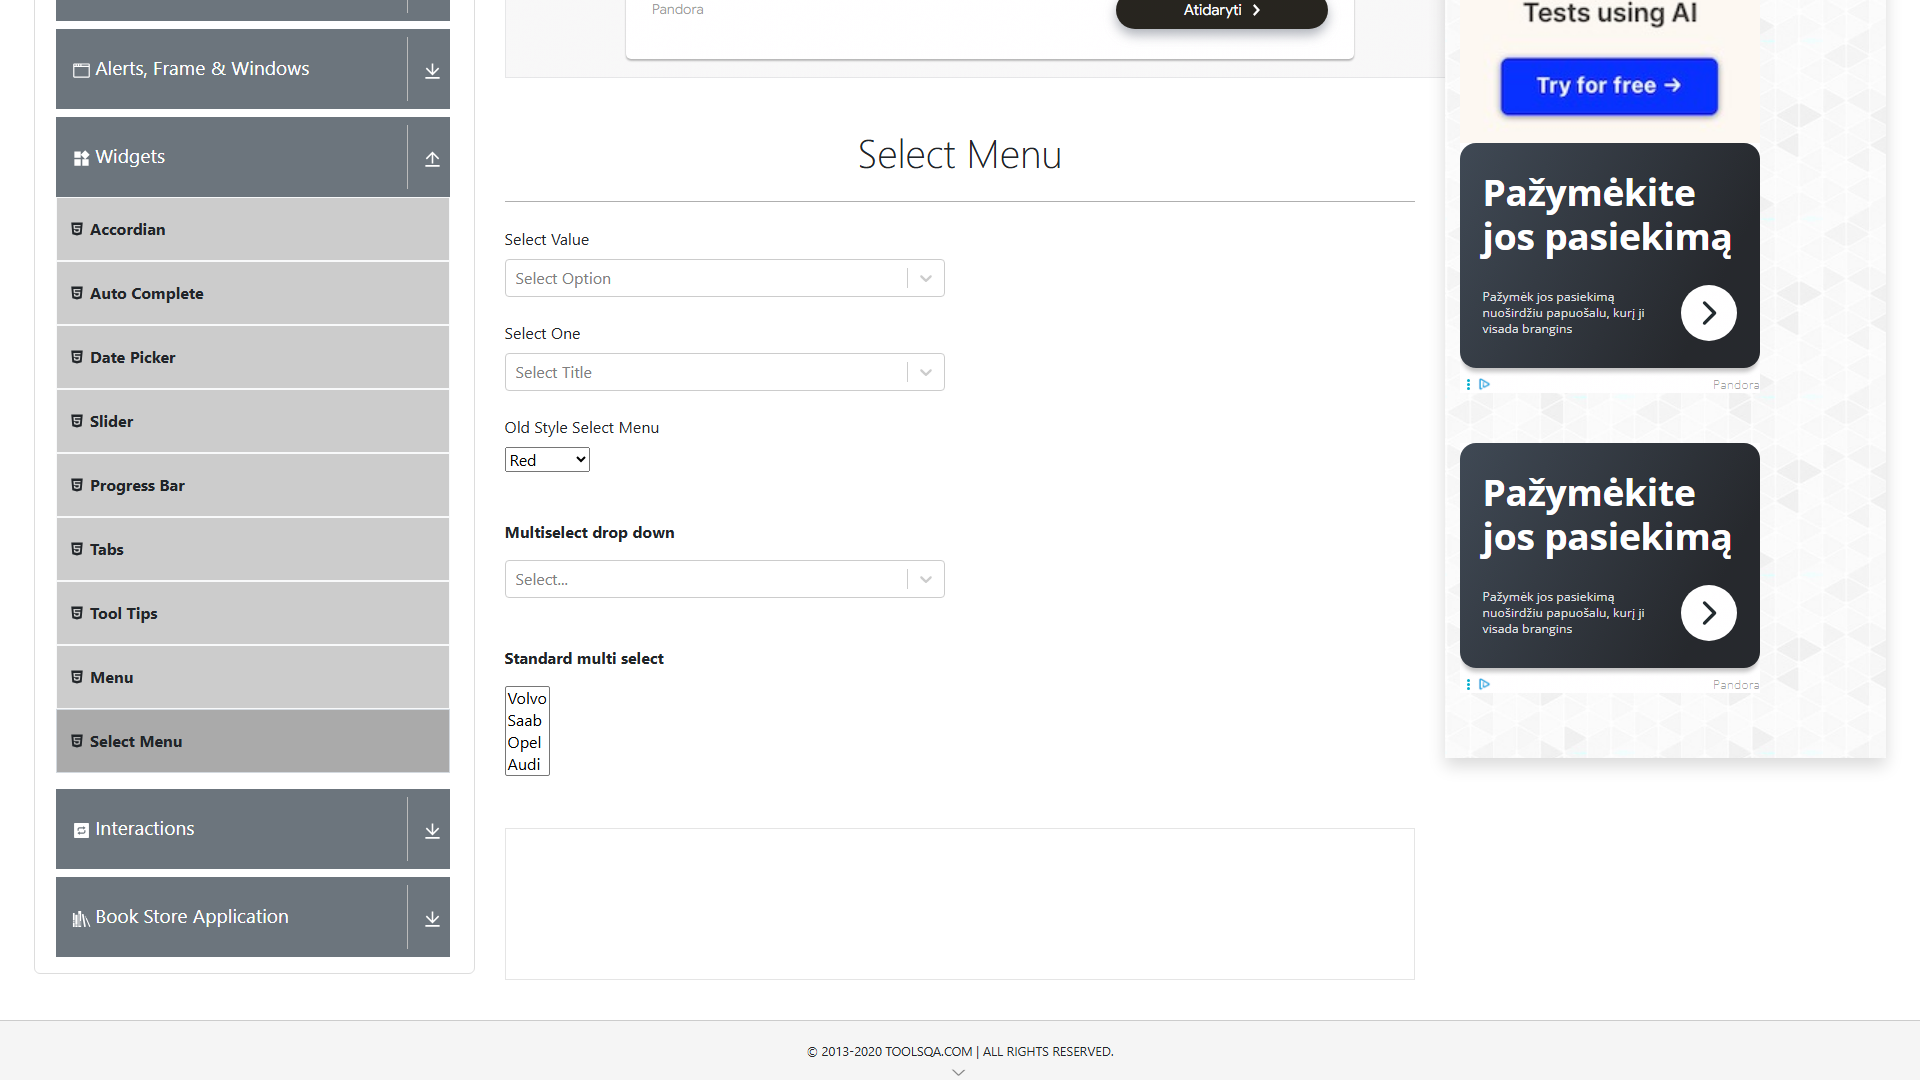 Alerts, Frame & Windows
Widgets
Accordian
Auto Complete
Date Picker
Slider
Progress Bar
Tabs
Tool Tips
Menu
Select Menu
Interactions
Book Store Application
Pandora
Atidaryti
Select Menu
Select Value
Select Option
Select One
Select Title
Old Style Select Menu
Red
Multiselect drop down
Select...
Standard multi select
Volvo
Saab
Opel
Audi
Tests using AI
Try for free →
Pažymėkite
jos pasiekimą
Pažymėk jos pasiekimą
nuoširdžiu papuošalu, kurį ji
visada brangins
Pandora
Pažymėkite
jos pasiekimą
Pažymėk jos pasiekimą
nuoširdžiu papuošalu, kurį ji
visada brangins
Pandora
© 2013-2020 TOOLSQA.COM | ALL RIGHTS RESERVED.